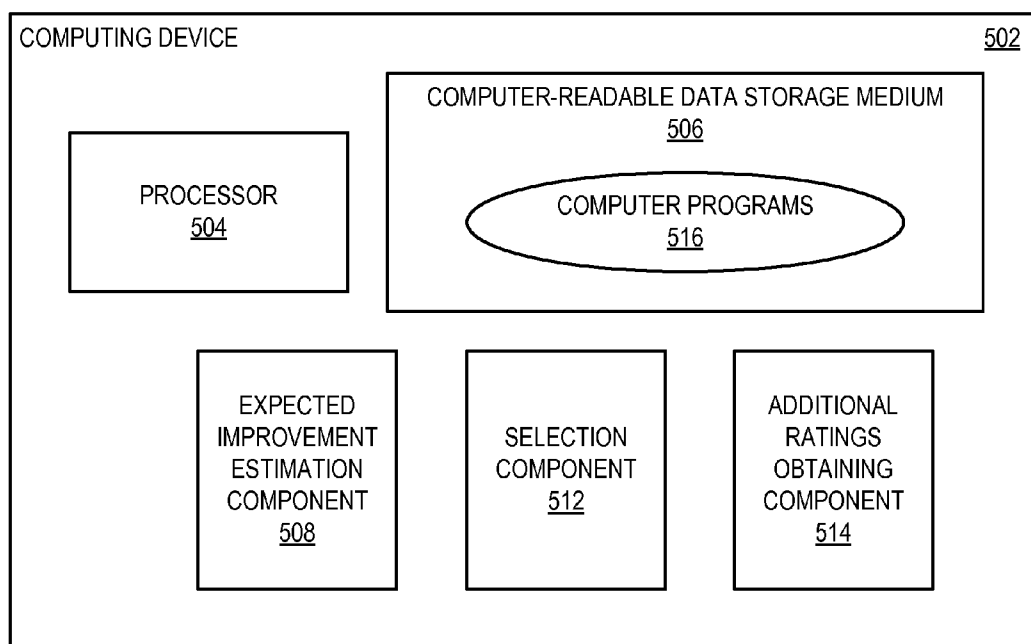 COMPUTING DEVICE
502
COMPUTER-READABLE DATA STORAGE MEDIUM
506
PROCESSOR
504
COMPUTER PROGRAMS
516
EXPECTED
IMPROVEMENT
ESTIMATION
COMPONENT
508
SELECTION
COMPONENT
512
ADDITIONAL
RATINGS
OBTAINING
COMPONENT
514